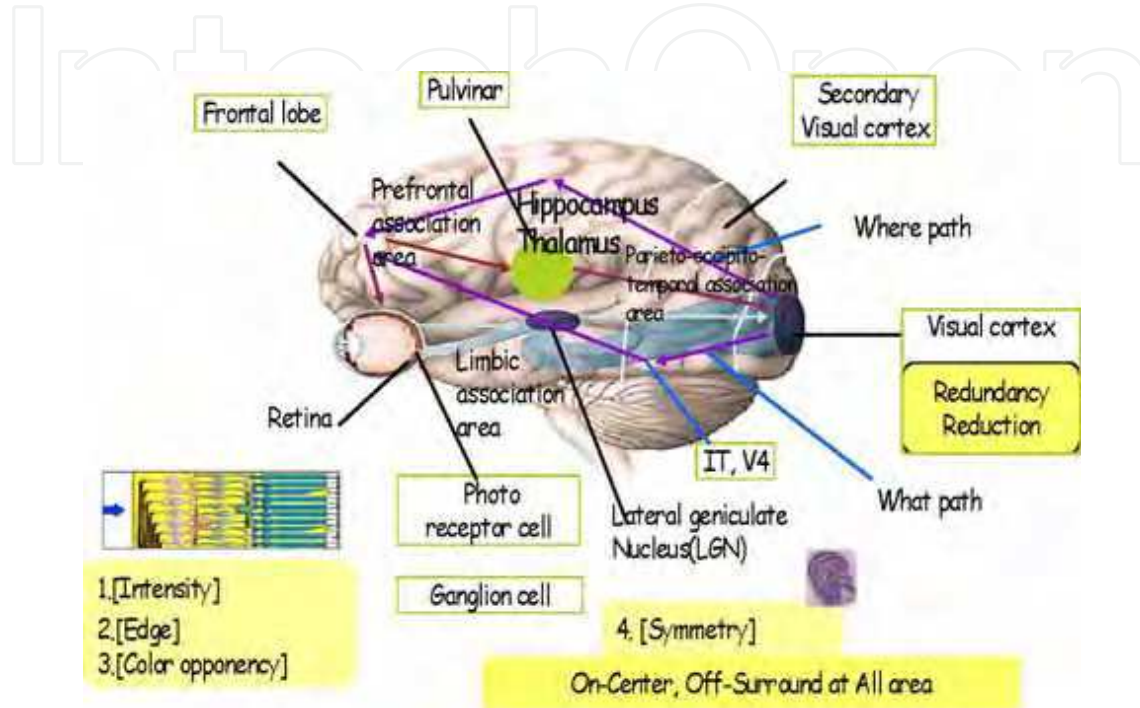 IntechOpen
Frontal lobe
Pulvinar
Secondary
Visual cortex
Prefrontal
association
area
Hippocampus
Thalamus
Where path
Parieto-occipito-
temporal association
area
Visual cortex
Redundancy
Reduction
Limbic
association
area
Retina
IT, V4
What path
Photo
receptor cell
Lateral geniculate
Nucleus(LGN)
Ganglion cell
1.[Intensity]
2.[Edge]
3.[Color opponency]
4. [Symmetry]
On-Center, Off-Surround at All area